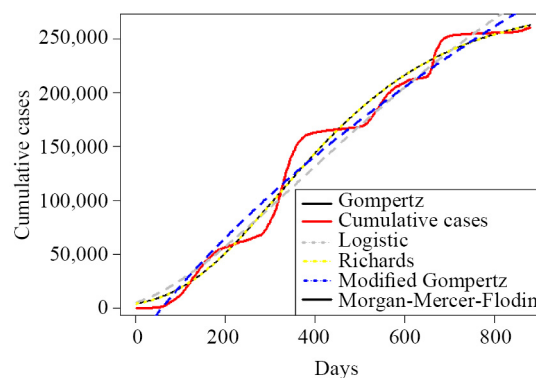 Cumulative cases
250,000
200,000
150,000
100,000
50,000
0
Gompertz
Cumulative cases
Logistic
Richards
Modified Gompertz
Morgan-Mercer-Flodin
0 200 400 600 800
Days